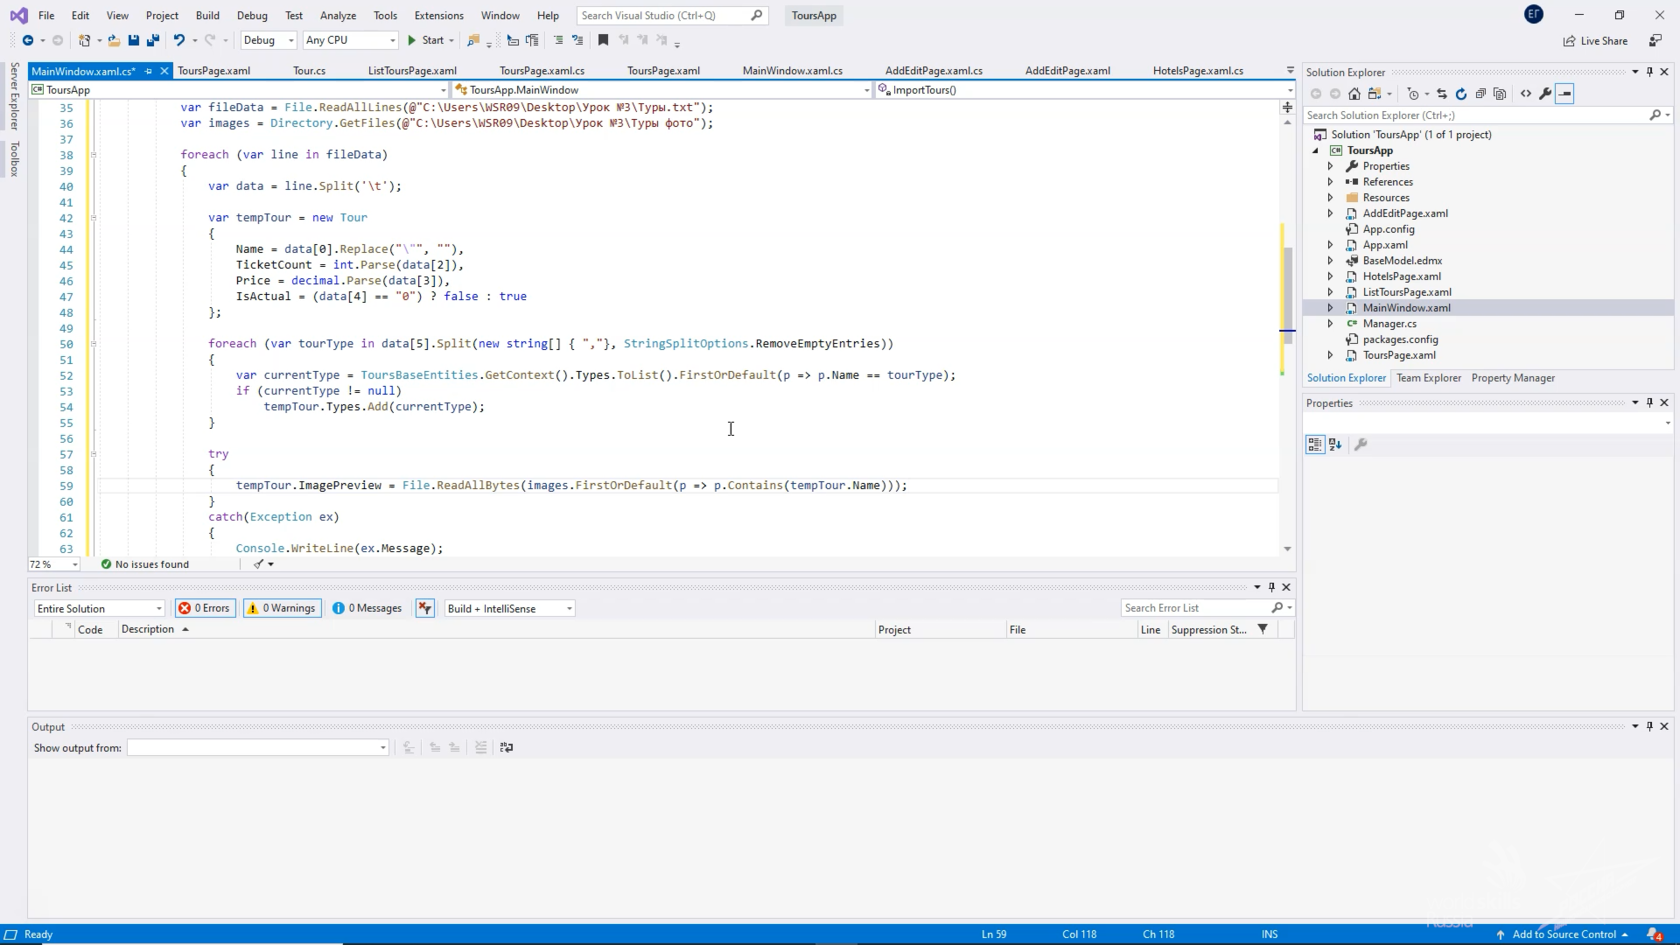 File Edit View Project Build Debug Test Analyze Tools Extensions Window Help Search Visual Studio (Ctrl+Q) ToursApp ЕГ
Debug Any CPU Start Live Share
MainWindow.xaml.cs* ToursPage.xaml Tour.cs ListToursPage.xaml ToursPage.xaml.cs ToursPage.xaml MainWindow.xaml.cs AddEditPage.xaml.cs AddEditPage.xaml HotelsPage.xaml.cs
ToursApp ToursApp.MainWindow ImportTours()
Server Explorer
Toolbox
35 var fileData = File.ReadAllLines(@"C:\Users\WSR09\Desktop\Урок №3\Туры.txt");
36 var images = Directory.GetFiles(@"C:\Users\WSR09\Desktop\Урок №3\Туры фото");
37
38 foreach (var line in fileData)
39 {
40 var data = line.Split('\t');
41
42 var tempTour = new Tour
43 {
44 Name = data[0].Replace("\"", ""),
45 TicketCount = int.Parse(data[2]),
46 Price = decimal.Parse(data[3]),
47 IsActual = (data[4] == "0") ? false : true
48 };
49
50 foreach (var tourType in data[5].Split(new string[] { ","}, StringSplitOptions.RemoveEmptyEntries))
51 {
52 var currentType = ToursBaseEntities.GetContext().Types.ToList().FirstOrDefault(p => p.Name == tourType);
53 if (currentType != null)
54 tempTour.Types.Add(currentType);
55 }
56
57 try
58 {
59 tempTour.ImagePreview = File.ReadAllBytes(images.FirstOrDefault(p => p.Contains(tempTour.Name)));
60 }
61 catch(Exception ex)
62 {
63 Console.WriteLine(ex.Message);
72 % No issues found
Error List
Entire Solution 0 Errors 0 Warnings 0 Messages Build + IntelliSense Search Error List
Code Description Project File Line Suppression St...
Output
Show output from:
Solution Explorer
Search Solution Explorer (Ctrl+;)
Solution 'ToursApp' (1 of 1 project)
ToursApp
Properties
References
Resources
AddEditPage.xaml
App.config
App.xaml
BaseModel.edmx
HotelsPage.xaml
ListToursPage.xaml
MainWindow.xaml
Manager.cs
packages.config
ToursPage.xaml
Solution Explorer Team Explorer Property Manager
Properties
Ready Ln 59 Col 118 Ch 118 INS Add to Source Control 4